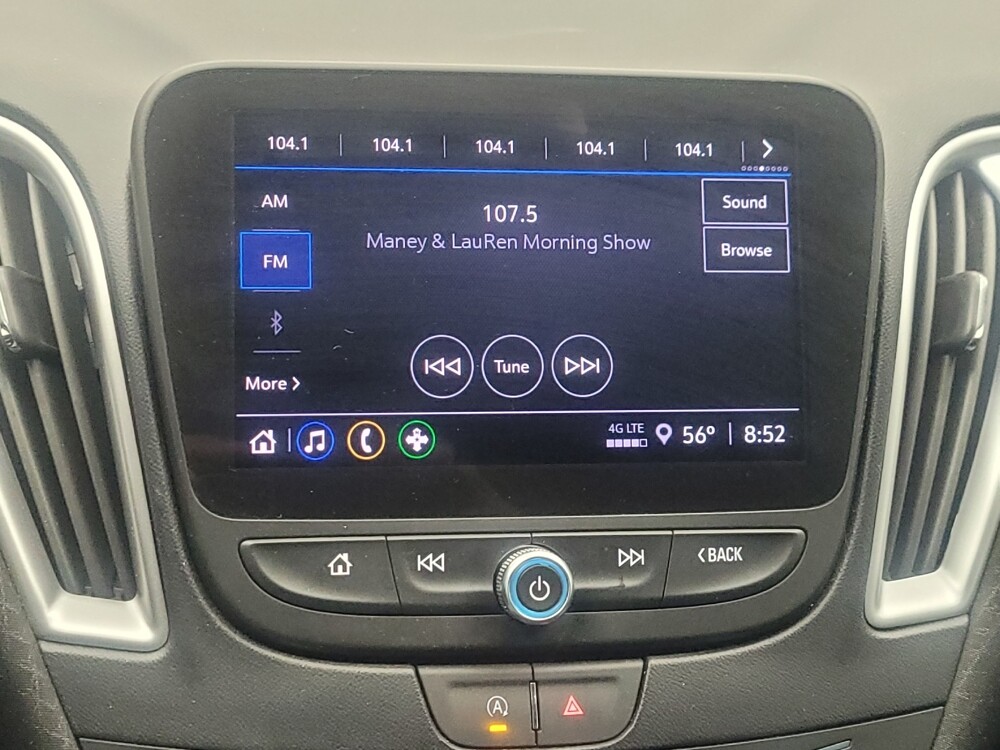 104.1 104.1 104.1 104.1 104.1
AM
107.5
Sound
Maney & LauRen Morning Show
Browse
FM
More
Tune
4G LTE
56° 8:52
BACK
A